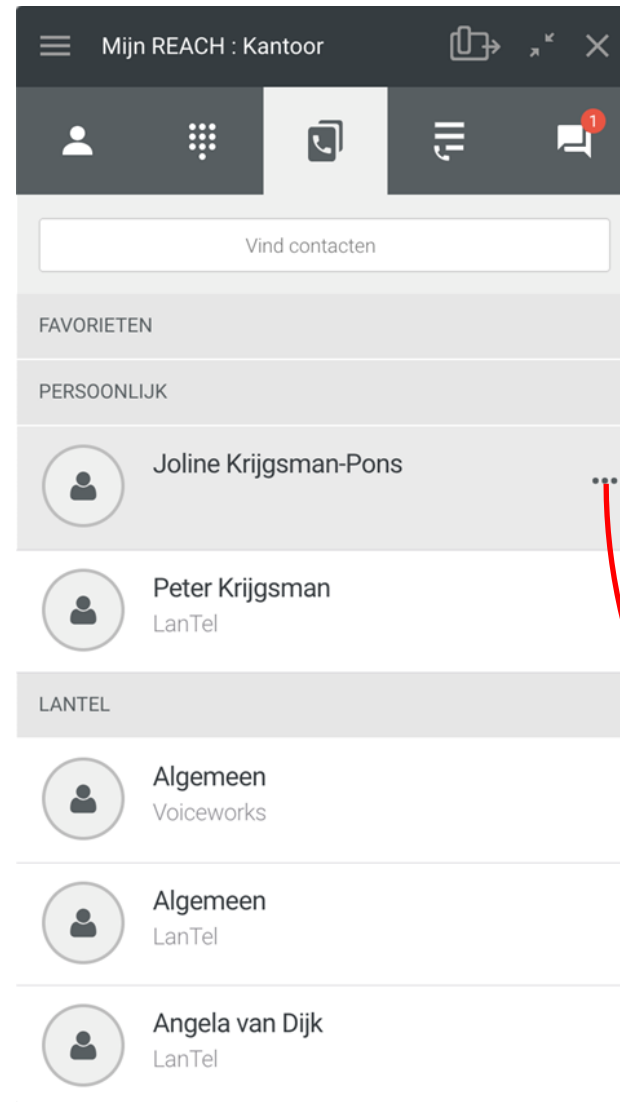 Mijn REACH : Kantoor
1
Vind contacten
FAVORIETEN
PERSOONLIJK
Joline Krijgsman-Pons
Peter Krijgsman
LanTel
LANTEL
Algemeen
Voiceworks
Algemeen
LanTel
Angela van Dijk
LanTel